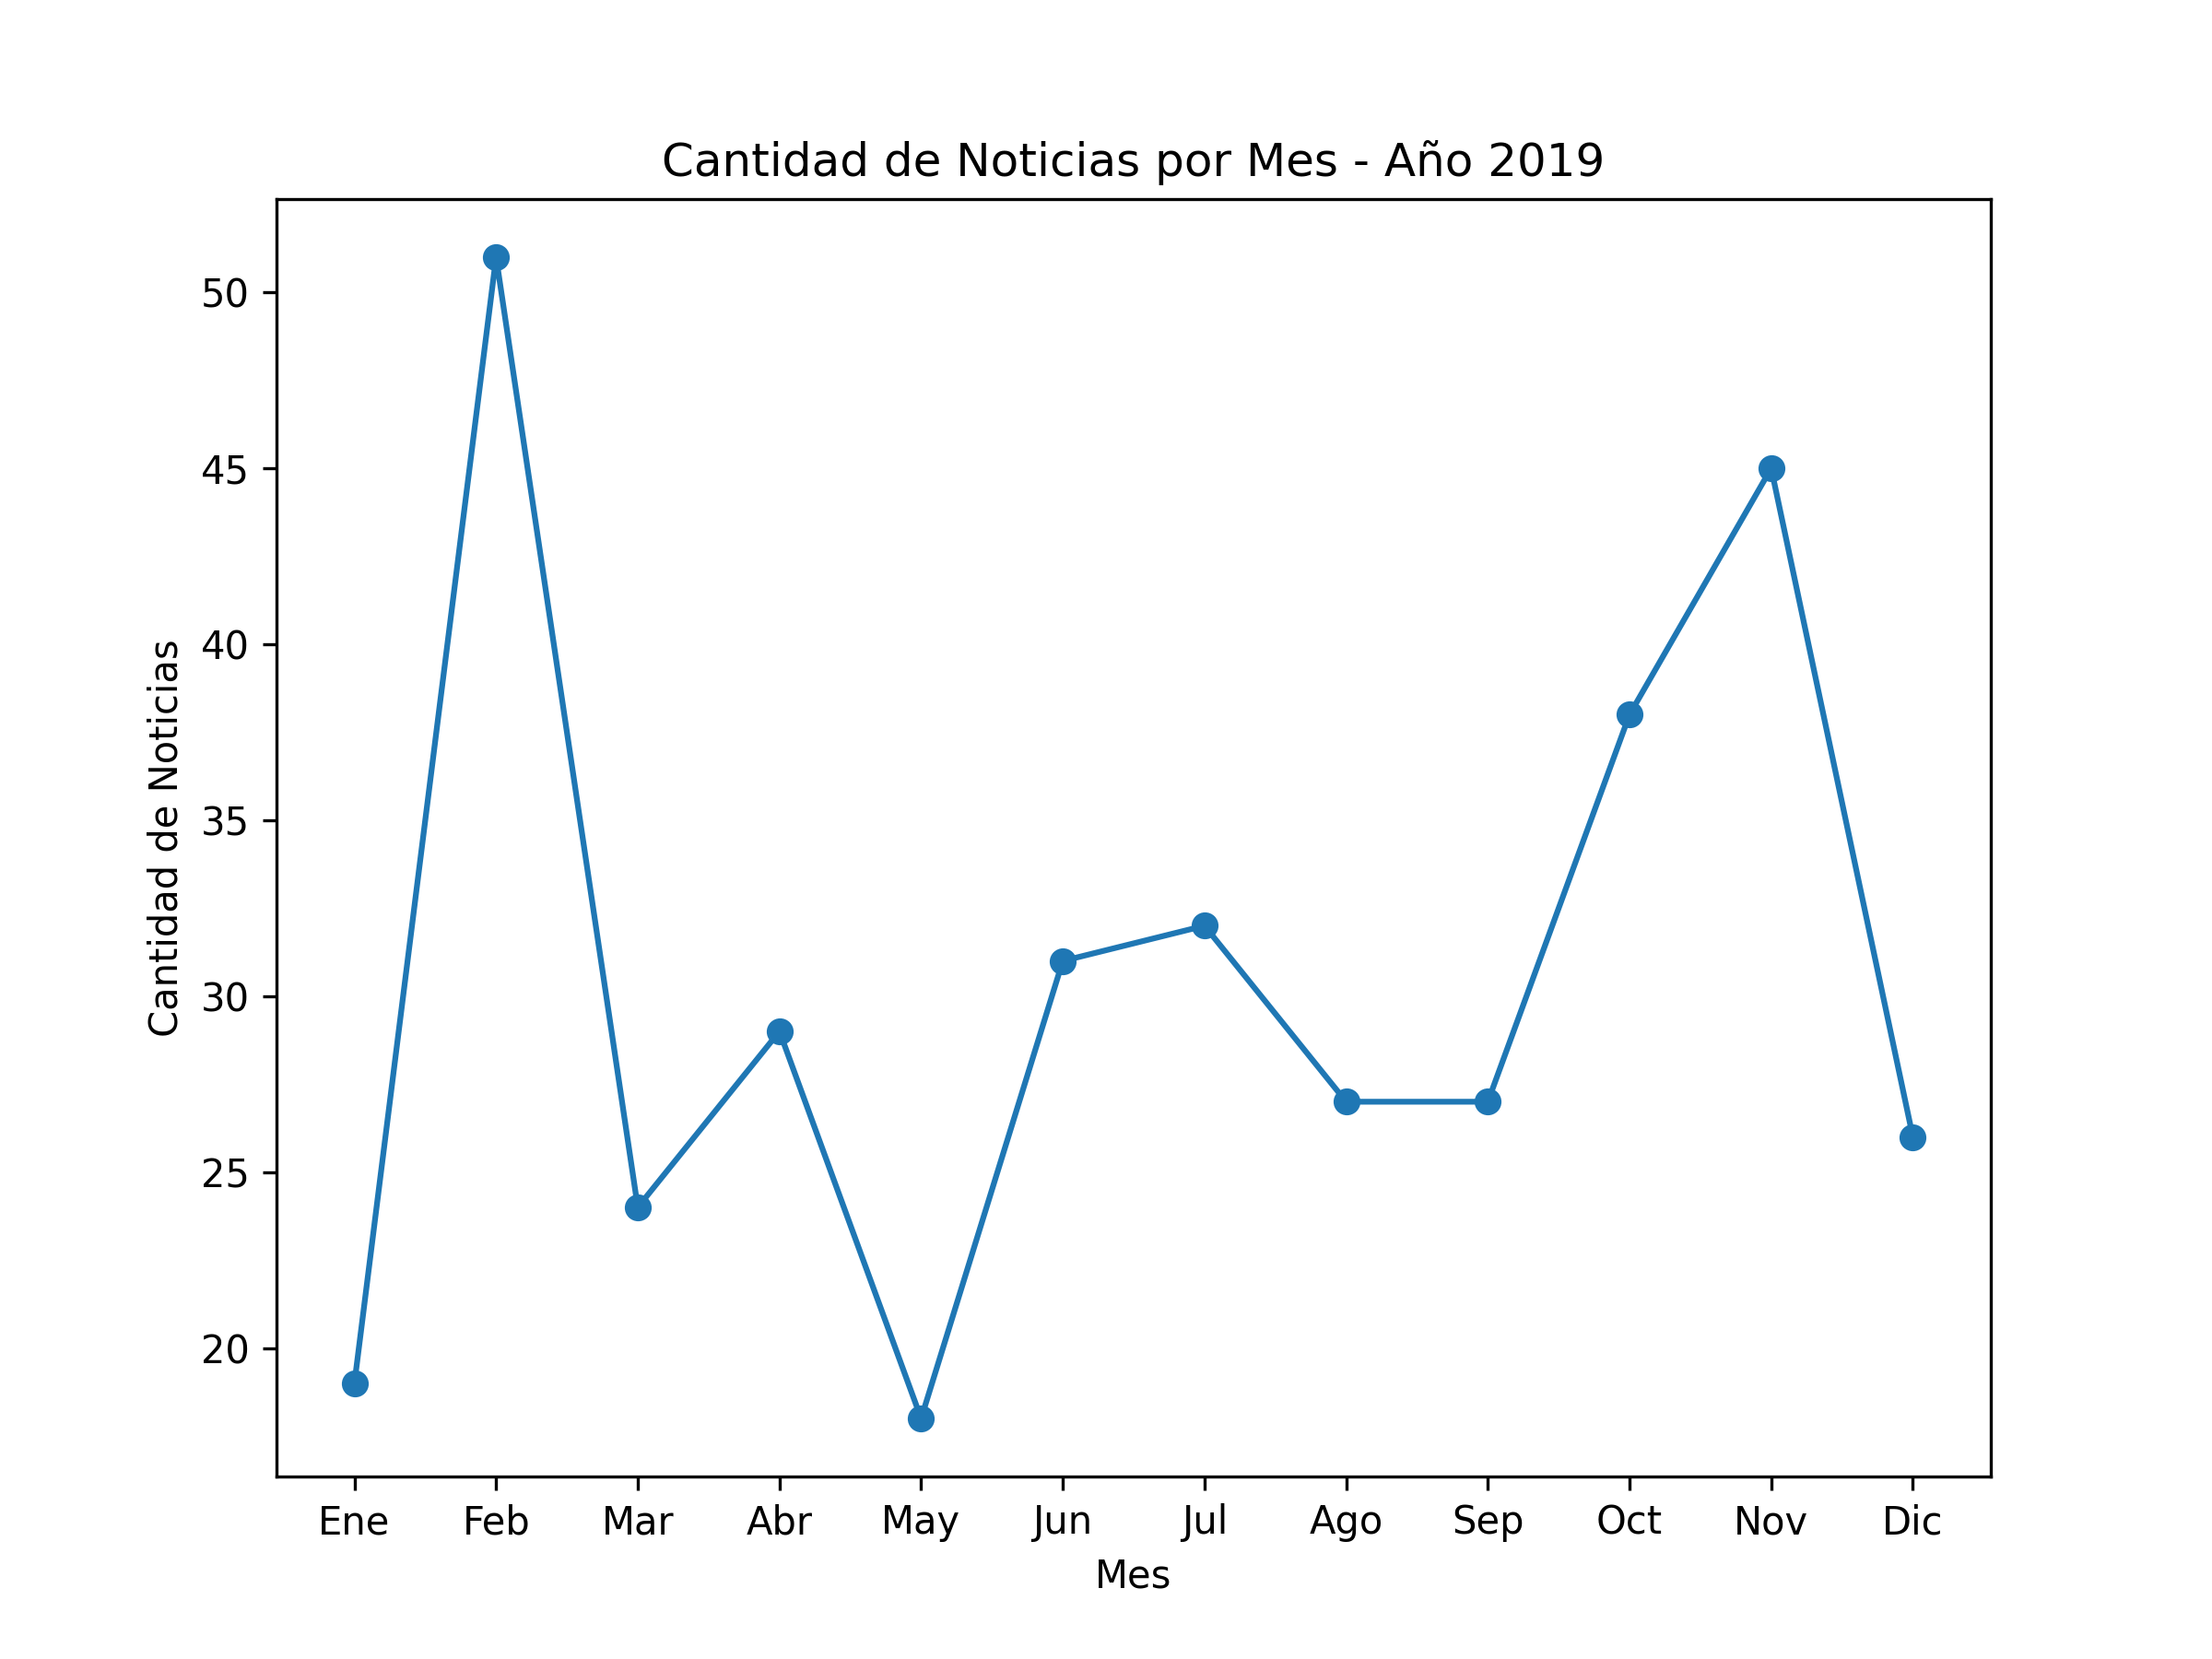 Cantidad de Noticias por Mes - Año 2019
Cantidad de Noticias
50
45
40
35
30
25
20
Ene Feb Mar Abr May Jun Jul Ago Sep Oct Nov Dic
Mes